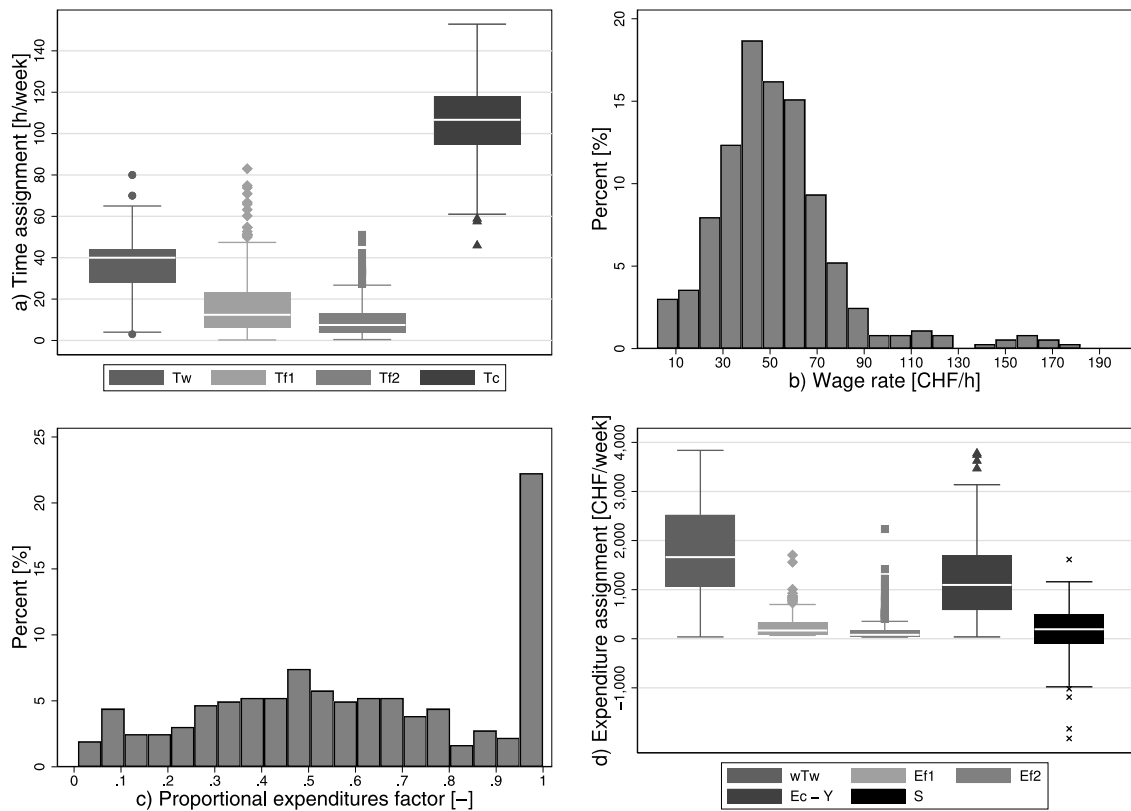 a) Time assignment [h/week]
140
120
100
80
60
40
20
0
Tw Tf1 Tf2 Tc
Percent [%]
20
15
10
5
0
10 30 50 70 90 110 130 150 170 190
b) Wage rate [CHF/h]
Percent [%]
25
20
15
10
5
0
0 .1 .2 .3 .4 .5 .6 .7 .8 .9 1
c) Proportional expenditures factor [–]
d) Expenditure assignment [CHF/week]
4,000
3,000
2,000
1,000
0
−1,000
wTw Ef1 Ef2
Ec − Y S